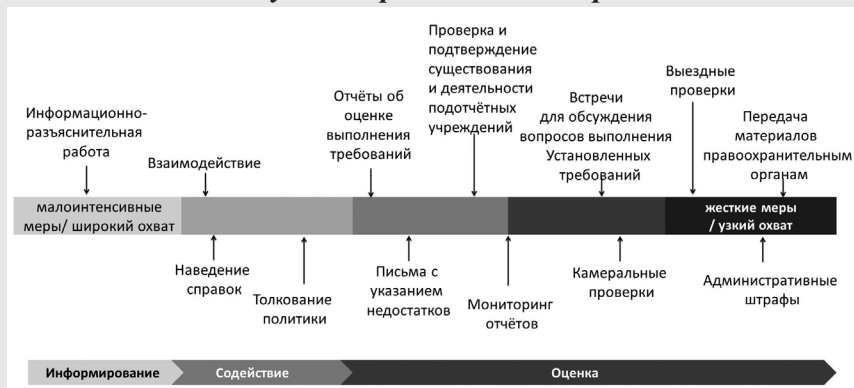 Проверка и
подтверждение
существования
и деятельности
подотчётных
учреждений
Выездные
проверки
Отчёты об
оценке
выполнения
требований
Встречи
для обсуждения
вопросов выполнения
Установленных
требований
Информационно-
разъяснительная
работа
Передача
материалов
правоохранительным
органам
Взаимодействие
малоинтенсивные
меры/ широкий охват
жесткие меры
/ узкий охват
Наведение
справок
Толкование
политики
Письма с
указанием
недостатков
Мониторинг
отчётов
Камеральные
проверки
Административные
штрафы
Информирование
Содействие
Оценка